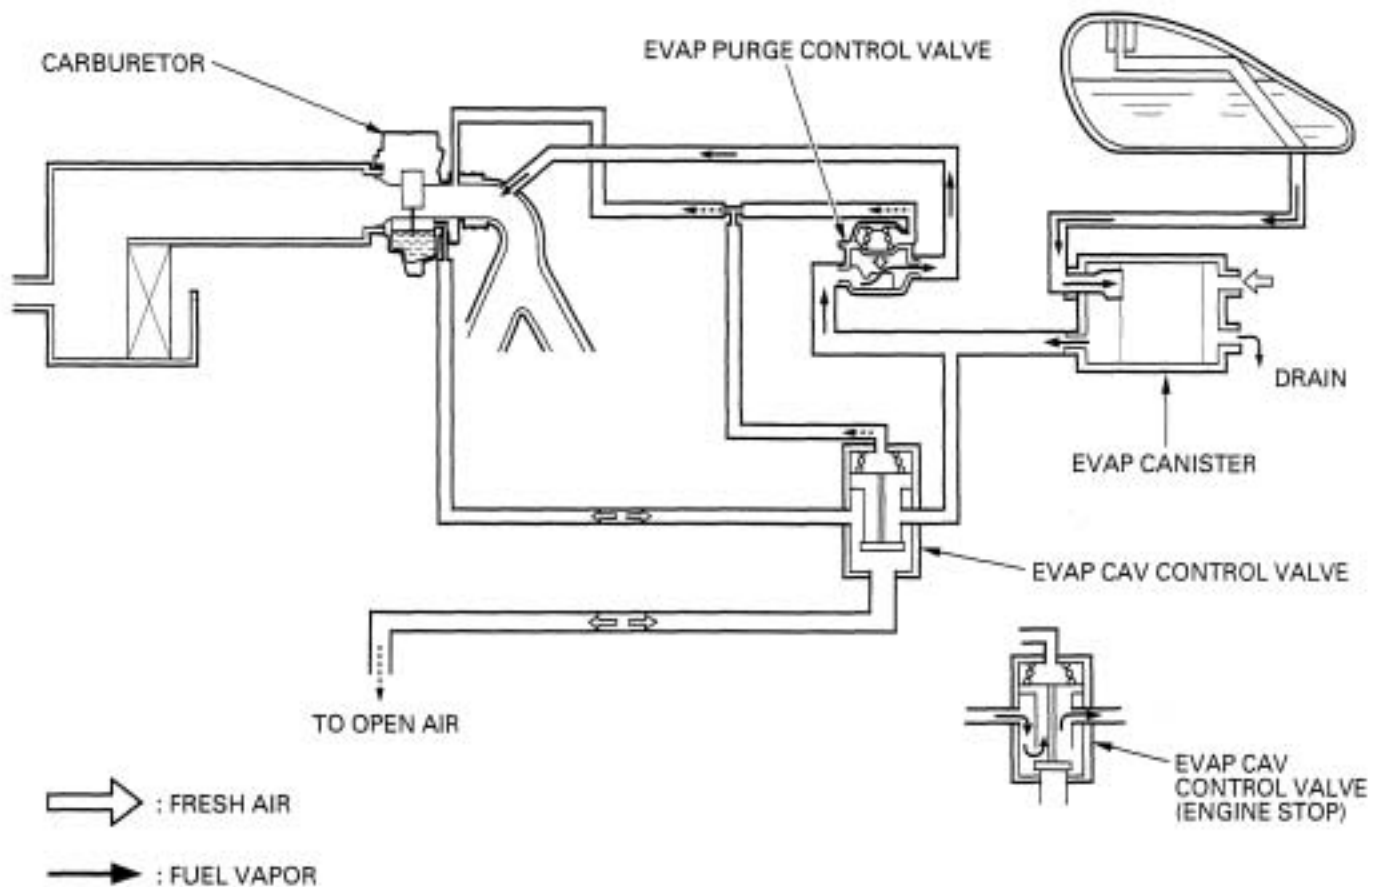 EVAP PURGE CONTROL VALVE
CARBURETOR
DRAIN
EVAP CANISTER
EVAP CAV CONTROL VALVE
TO OPEN AIR
EVAP CAV
CONTROL VALVE
(ENGINE STOP)
: FRESH AIR
: FUEL VAPOR